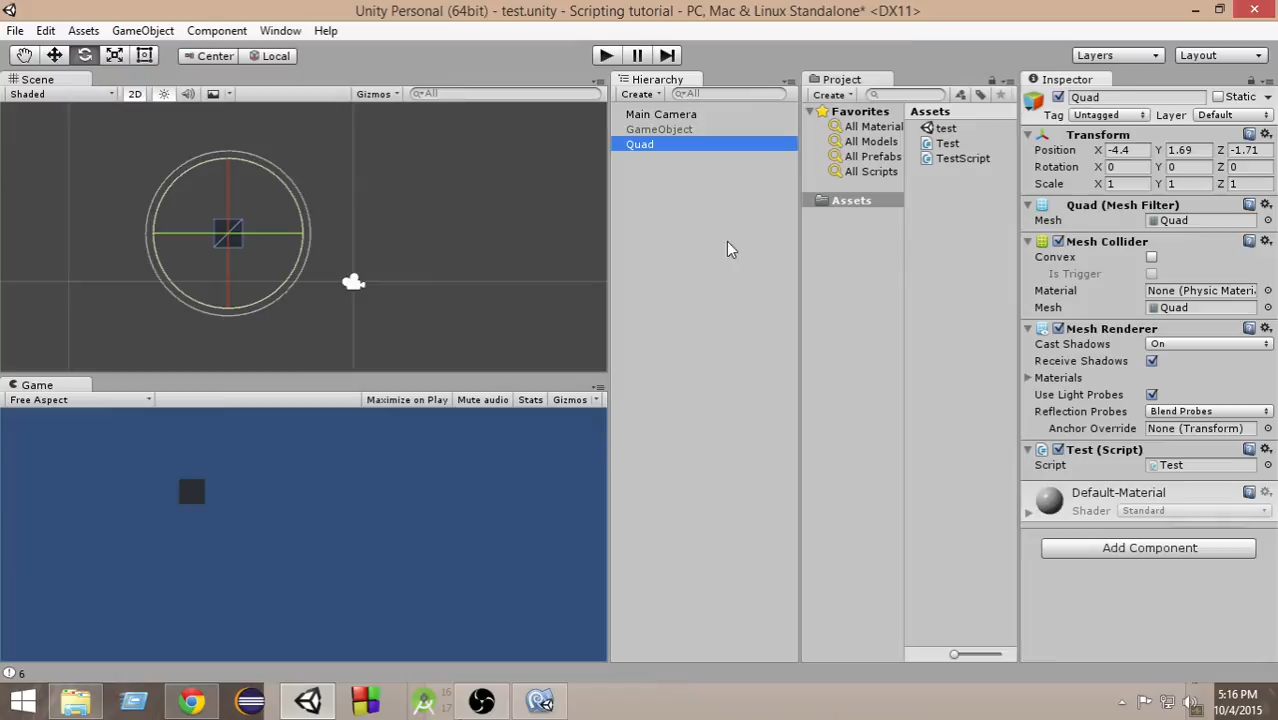 Unity Personal (64bit) - test.unity - Scripting tutorial - PC, Mac & Linux Standalone* <DX11>
File Edit Assets GameObject Component Window Help
Center Local Layers Layout
Scene
Shaded 2D Gizmos All
Game
Free Aspect Maximize on Play Mute audio Stats Gizmos
Hierarchy
Create All
Main Camera
GameObject
Quad
Project
Create
Favorites
All Material
All Models
All Prefabs
All Scripts
Assets
Assets
test
Test
TestScript
Inspector
Quad Static
Tag Untagged Layer Default
Transform
Position X -4.4 Y 1.69 Z -1.71
Rotation X 0 Y 0 Z 0
Scale X 1 Y 1 Z 1
Quad (Mesh Filter)
Mesh Quad
Mesh Collider
Convex
Is Trigger
Material None (Physic Materi
Mesh Quad
Mesh Renderer
Cast Shadows On
Receive Shadows
Materials
Use Light Probes
Reflection Probes Blend Probes
Anchor Override None (Transform)
Test (Script)
Script Test
Default-Material
Shader Standard
Add Component
6
16
17
5:16 PM
10/4/2015